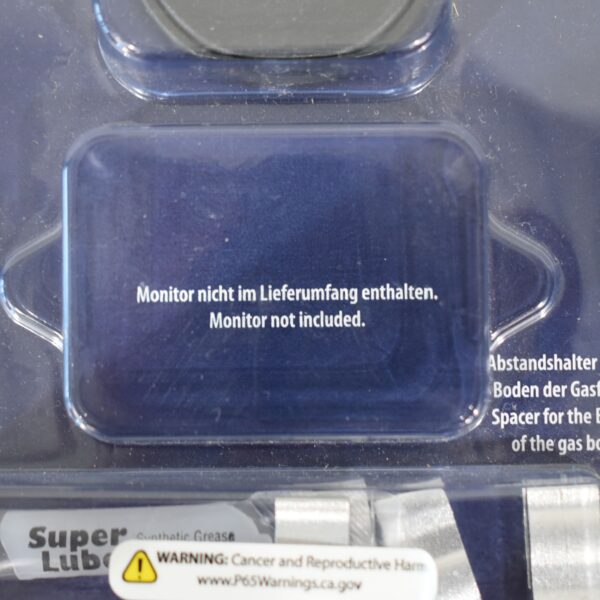 Monitor nicht im Lieferumfang enthalten.
Monitor not included.
Abstandshalter
Boden der Gasf
Spacer for the B
of the gas bo
Super
Lube
Synthetic Grease
WARNING: Cancer and Reproductive Harm
www.P65Warnings.ca.gov